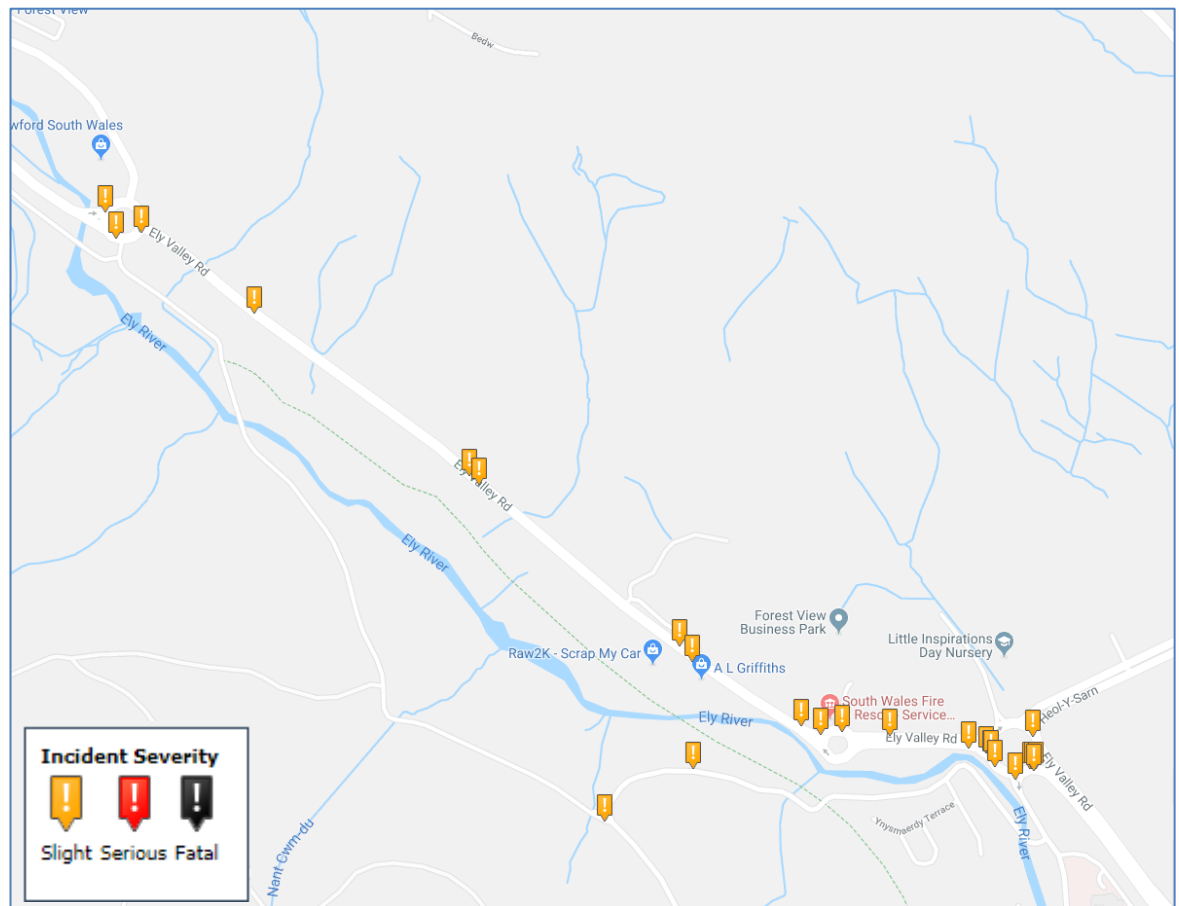 Forest View
Bedw
wford South Wales
Ely Valley Rd
Ely River
Ely Valley Rd
Ely River
Forest View
Business Park
Little Inspirations
Day Nursery
Raw2K - Scrap My Car
A L Griffiths
South Wales Fire
Service...
Heol-Y-Sarn
Ely River
Ely Valley Rd
Ely Valley Rd
Ynysmaerdy Terrace
Ely River
Nant Cwm-du
Incident Severity
Slight Serious Fatal